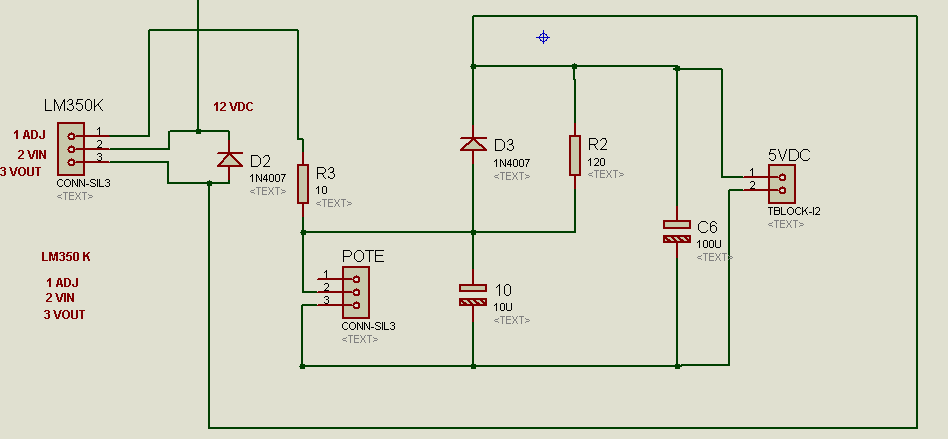 LM350K
1 ADJ
2 VIN
3 VOUT
1
2
3
CONN-SIL3
<TEXT>
12 VDC
D2
1N4007
<TEXT>
R3
10
<TEXT>
D3
1N4007
<TEXT>
R2
120
<TEXT>
5VDC
1
2
TBLOCK-I2
<TEXT>
C6
100U
<TEXT>
LM350 K
1 ADJ
2 VIN
3 VOUT
POTE
1
2
3
CONN-SIL3
<TEXT>
10
10U
<TEXT>